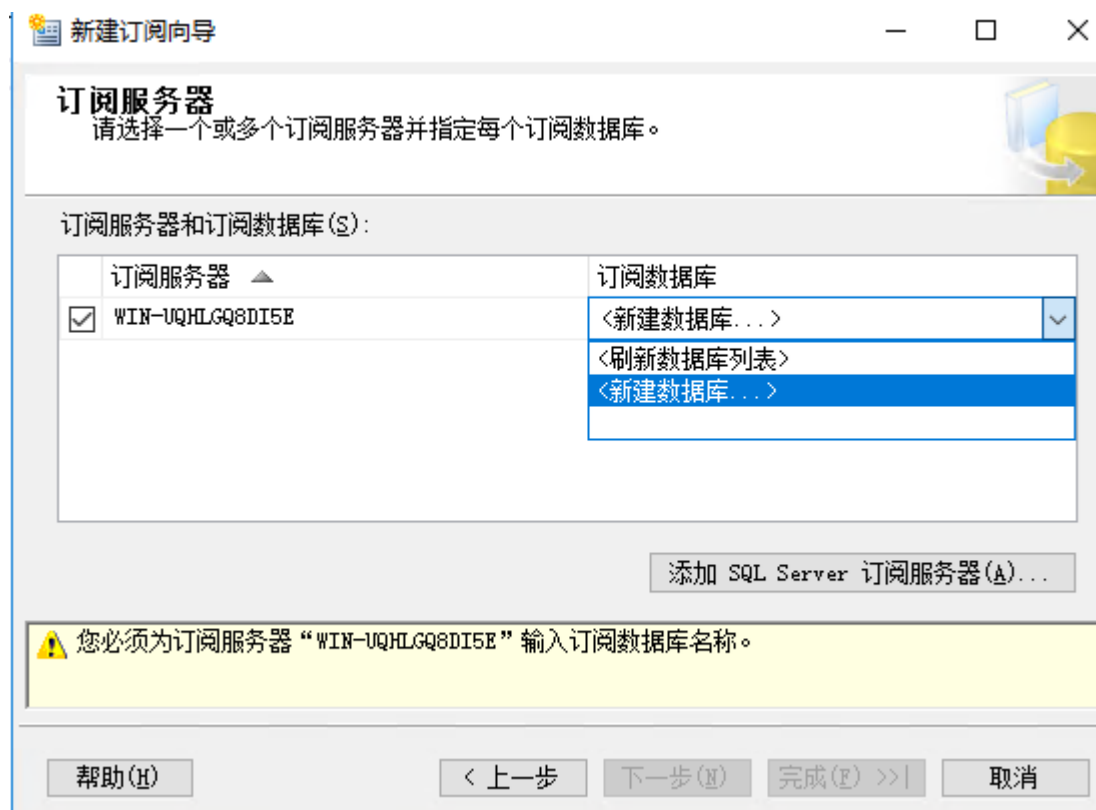 新建订阅向导
订阅服务器
请选择一个或多个订阅服务器并指定每个订阅数据库。
订阅服务器和订阅数据库(S):
订阅服务器 订阅数据库
WIN-UQHLGQ8DI5E <新建数据库...>
<刷新数据库列表>
<新建数据库...>
添加 SQL Server 订阅服务器(A)...
您必须为订阅服务器“WIN-UQHLGQ8DI5E”输入订阅数据库名称。
帮助(H) < 上一步 下一步(N) 完成(F) >>| 取消